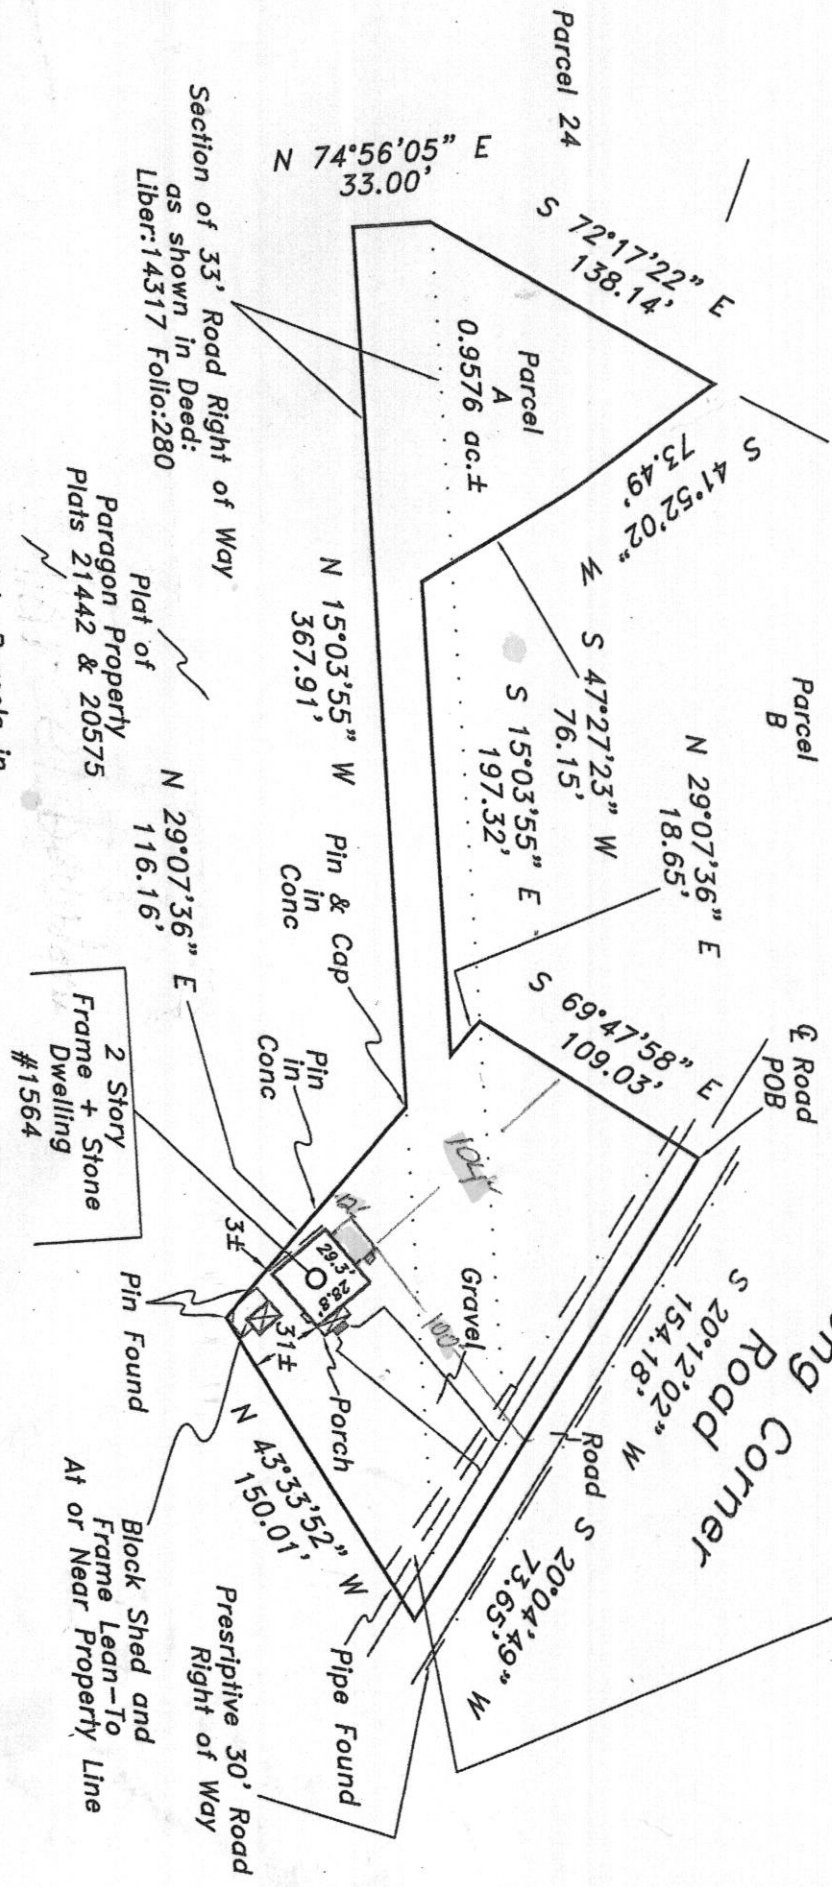 Parcel 24
N 74°56'05" E
33.00'
S 72°17'22" E
138.14'
Section of 33' Road Right of Way
as shown in Deed:
Liber:14317 Folio:280
Parcel
A
0.9576 ac.±
S 41°52'02" W
73.49'
Parcel
B
S 47°27'23" W
76.15'
N 15°03'55" W
367.91'
S 15°03'55" E
197.32'
N 29°07'36" E
18.65'
Plat of
Paragon Property
Plats 21442 & 20575
in
N 29°07'36" E
116.16'
Pin & Cap
in
Conc
Pin
in
Conc
S 69°47'58" E
109.03'
℄ Road
POB
Corner
Road
S 20°12'02" W
154.18'
Road
S 20°04'49" W
73.65'
104'
12'
100'
Gravel
29.3'
28.8'
3±
31±
Porch
2 Story
Frame + Stone
Dwelling
#1564
Pin Found
N 43°33'52" W
150.01'
Pipe Found
Block Shed and
Frame Lean-To
At or Near Property Line
Presriptive 30' Road
Right of Way